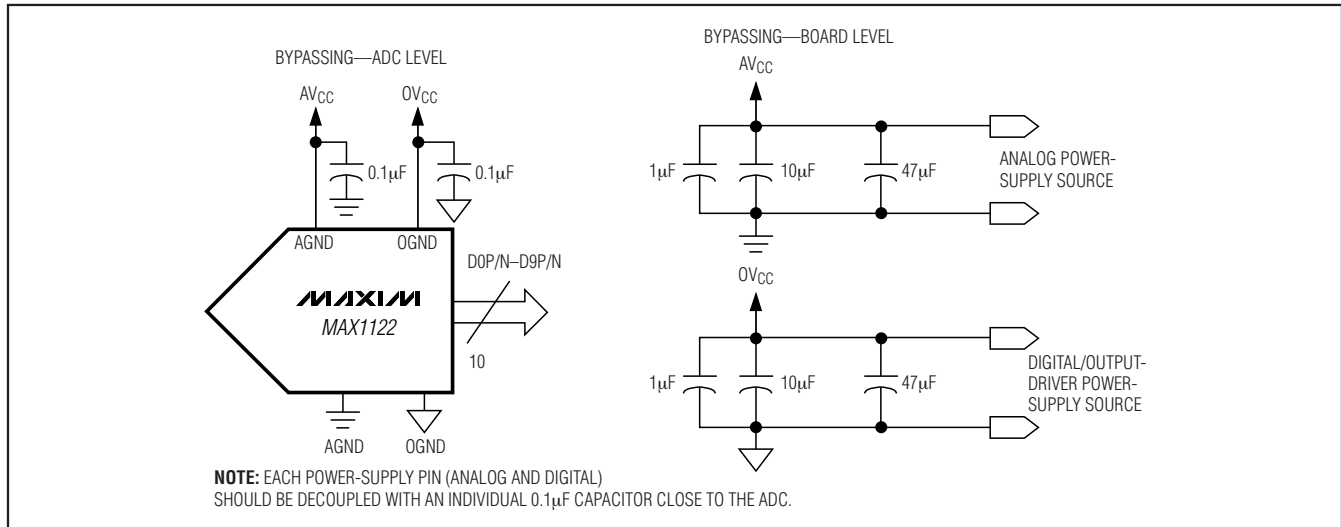 BYPASSING—ADC LEVEL
AVCC
OVCC
0.1µF
0.1µF
AGND
OGND
D0P/N–D9P/N
MAXIM
MAX1122
10
AGND
OGND
BYPASSING—BOARD LEVEL
AVCC
1µF
10µF
47µF
ANALOG POWER-
SUPPLY SOURCE
OVCC
1µF
10µF
47µF
DIGITAL/OUTPUT-
DRIVER POWER-
SUPPLY SOURCE
NOTE: EACH POWER-SUPPLY PIN (ANALOG AND DIGITAL)
SHOULD BE DECOUPLED WITH AN INDIVIDUAL 0.1µF CAPACITOR CLOSE TO THE ADC.